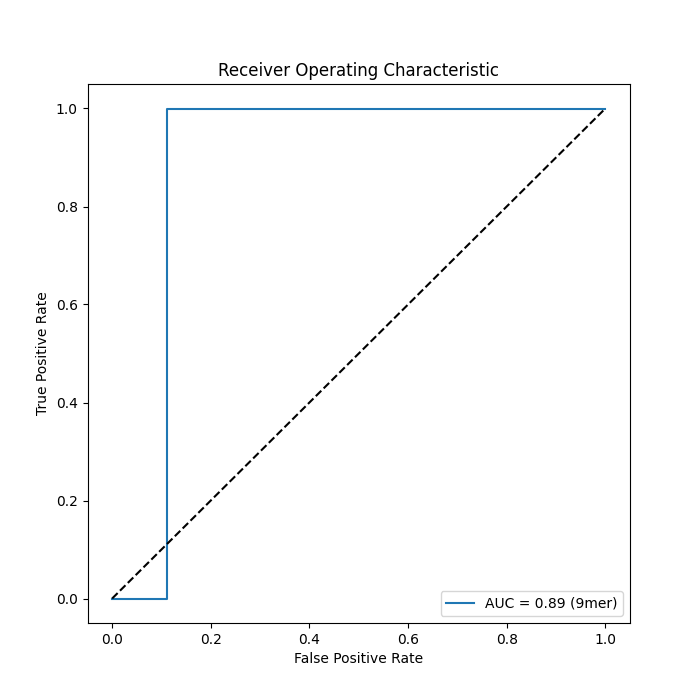 Receiver Operating Characteristic
True Positive Rate
1.0
0.8
0.6
0.4
0.2
0.0
AUC = 0.89 (9mer)
0.0 0.2 0.4 0.6 0.8 1.0
False Positive Rate